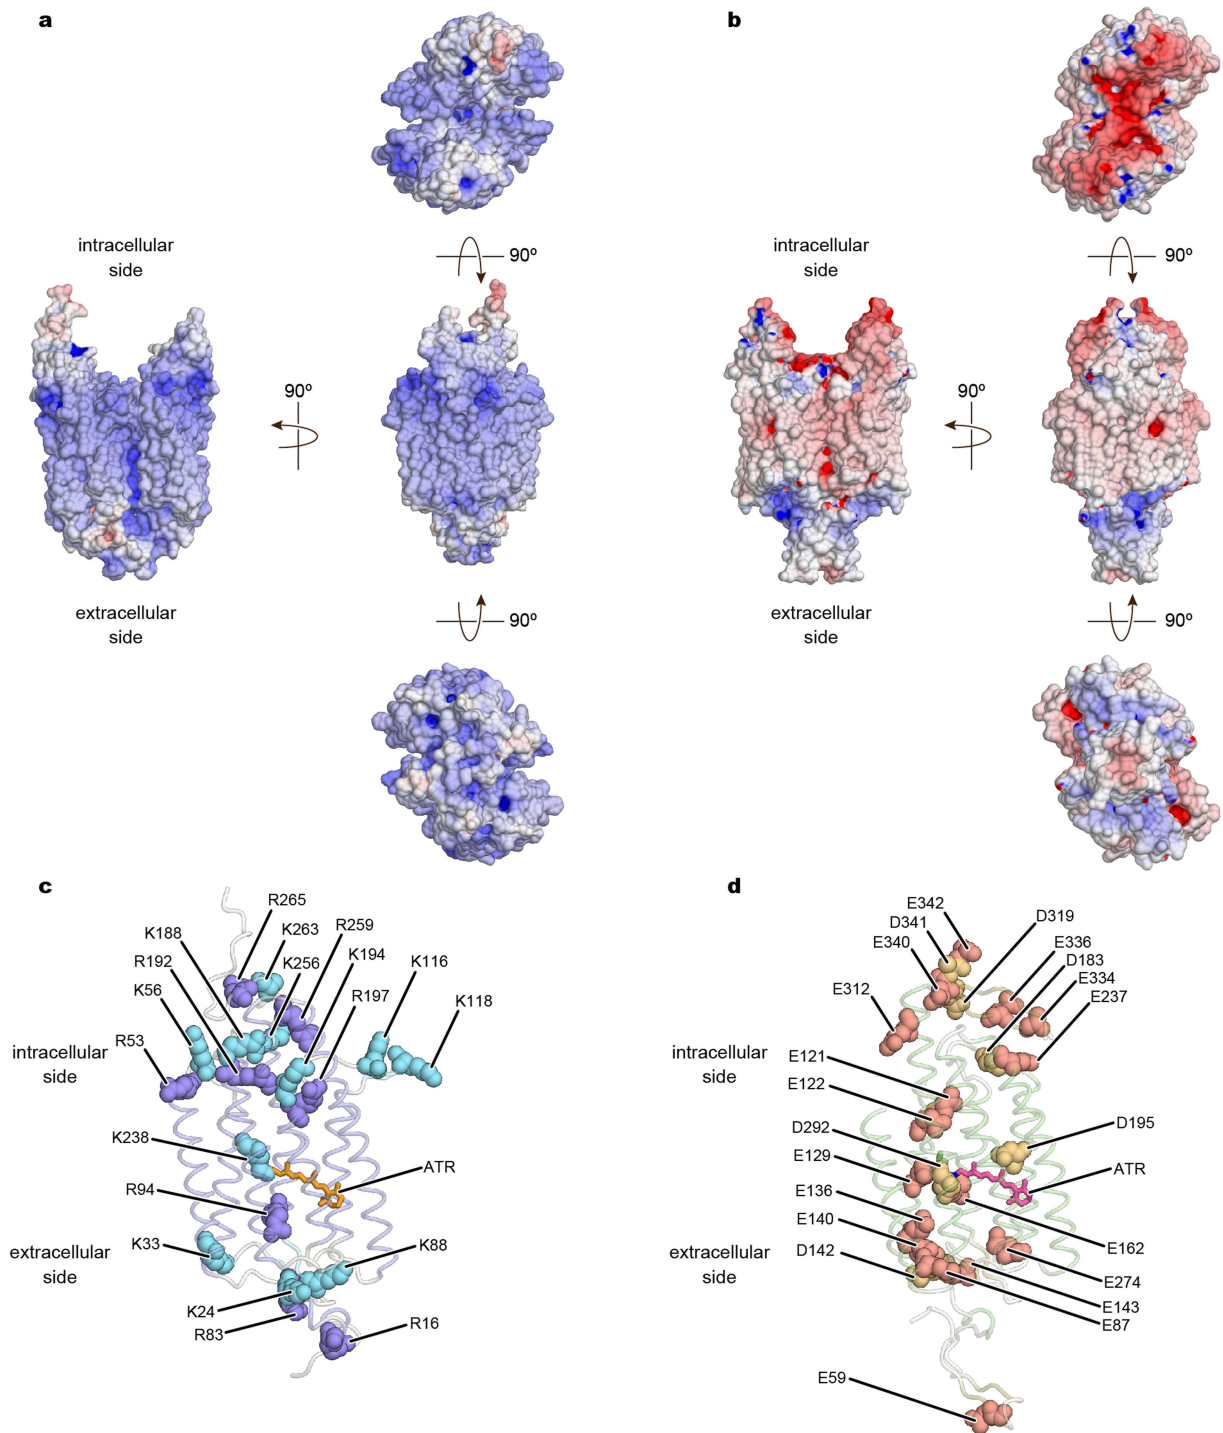 a
b
90º
90º
intracellular
side
intracellular
side
90º
90º
extracellular
side
extracellular
side
90º
90º
c
d
R265
K263
R259
K188
K256
K194
R192
K116
K56
R197
K118
R53
intracellular
side
K238
ATR
R94
K33
K88
extracellular
side
K24
R83
R16
E342
D341
D319
E340
E336
D183
E334
E312
E237
intracellular
side
E121
E122
D292
D195
E129
ATR
E136
E140
E162
D142
extracellular
side
E274
E143
E87
E59